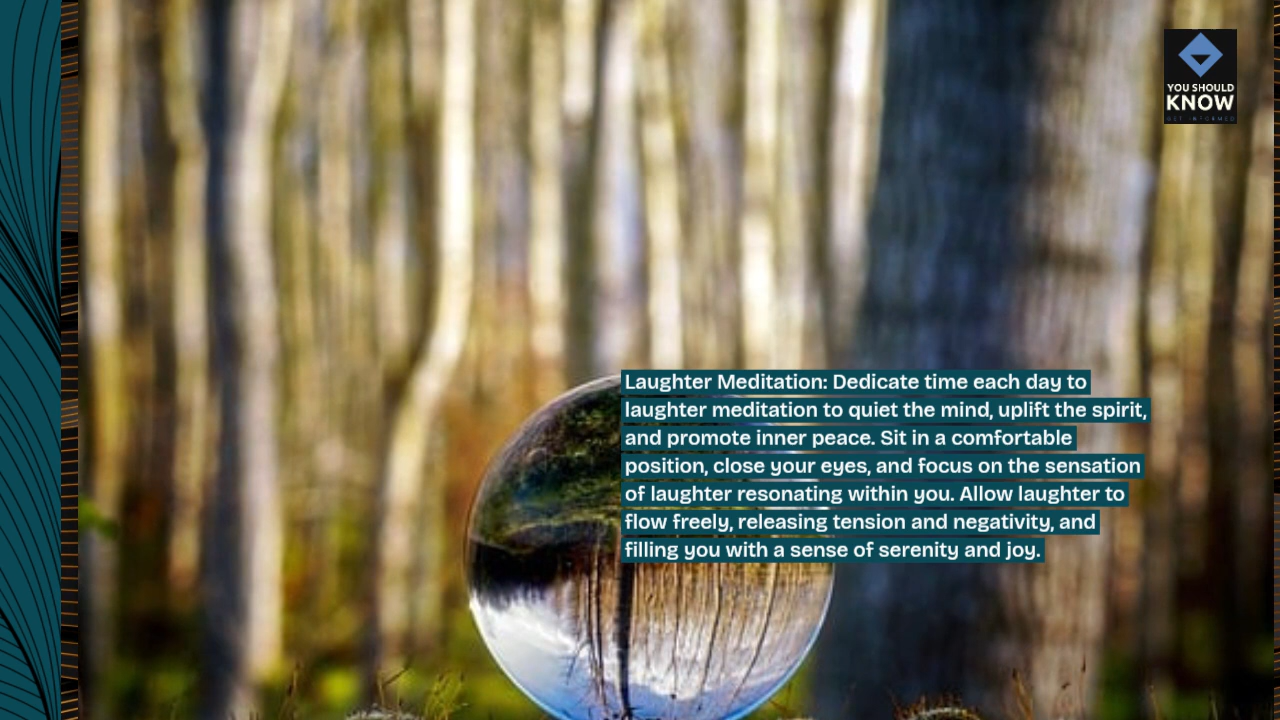 YOU SHOULD
KNOW
GET INFORMED
Laughter Meditation: Dedicate time each day to
laughter meditation to quiet the mind, uplift the spirit,
and promote inner peace. Sit in a comfortable
position, close your eyes, and focus on the sensation
of laughter resonating within you. Allow laughter to
flow freely, releasing tension and negativity, and
filling you with a sense of serenity and joy.